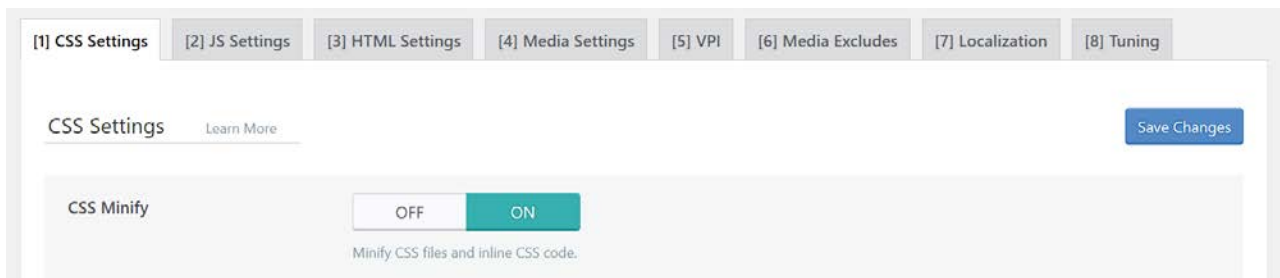 [1] CSS Settings [2] JS Settings [3] HTML Settings [4] Media Settings [5] VPI [6] Media Excludes [7] Localization [8] Tuning
CSS Settings Learn More Save Changes
CSS Minify OFF ON
Minify CSS files and inline CSS code.